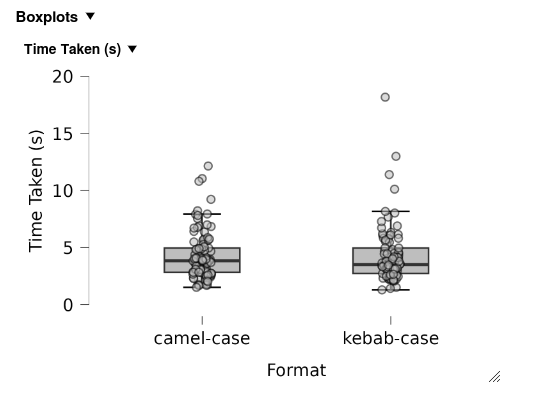 Boxplots ▼
Time Taken (s) ▼
20
15
10
5
0
Time Taken (s)
camel-case kebab-case
Format